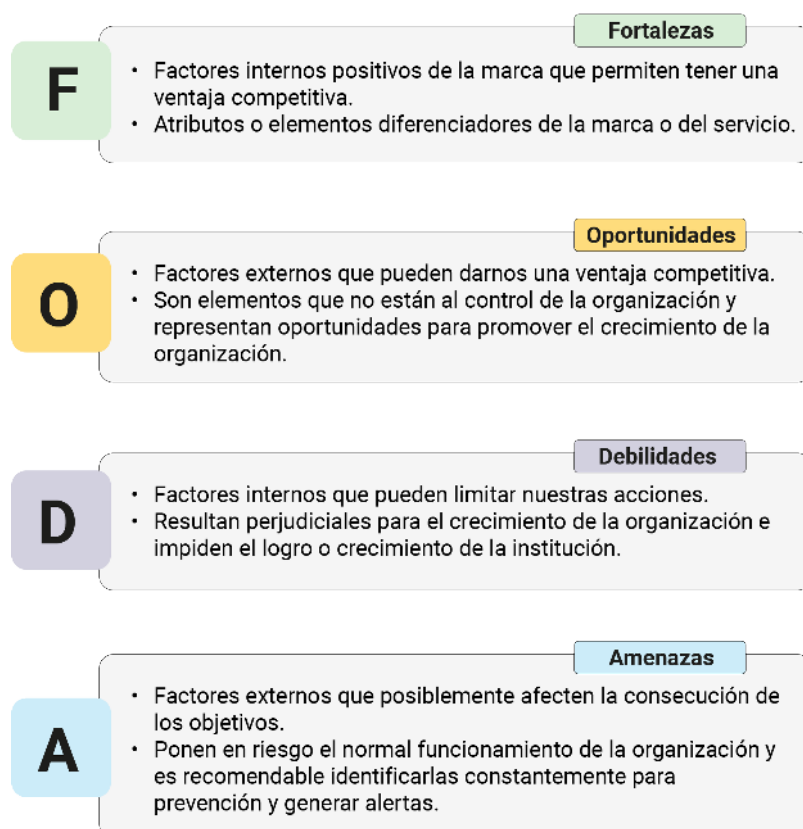 Fortalezas
F
• Factores internos positivos de la marca que permiten tener una
ventaja competitiva.
• Atributos o elementos diferenciadores de la marca o del servicio.
Oportunidades
O
• Factores externos que pueden darnos una ventaja competitiva.
• Son elementos que no están al control de la organización y
representan oportunidades para promover el crecimiento de la
organización.
Debilidades
D
• Factores internos que pueden limitar nuestras acciones.
• Resultan perjudiciales para el crecimiento de la organización e
impiden el logro o crecimiento de la institución.
Amenazas
A
• Factores externos que posiblemente afecten la consecución de
los objetivos.
• Ponen en riesgo el normal funcionamiento de la organización y
es recomendable identificarlas constantemente para
prevención y generar alertas.